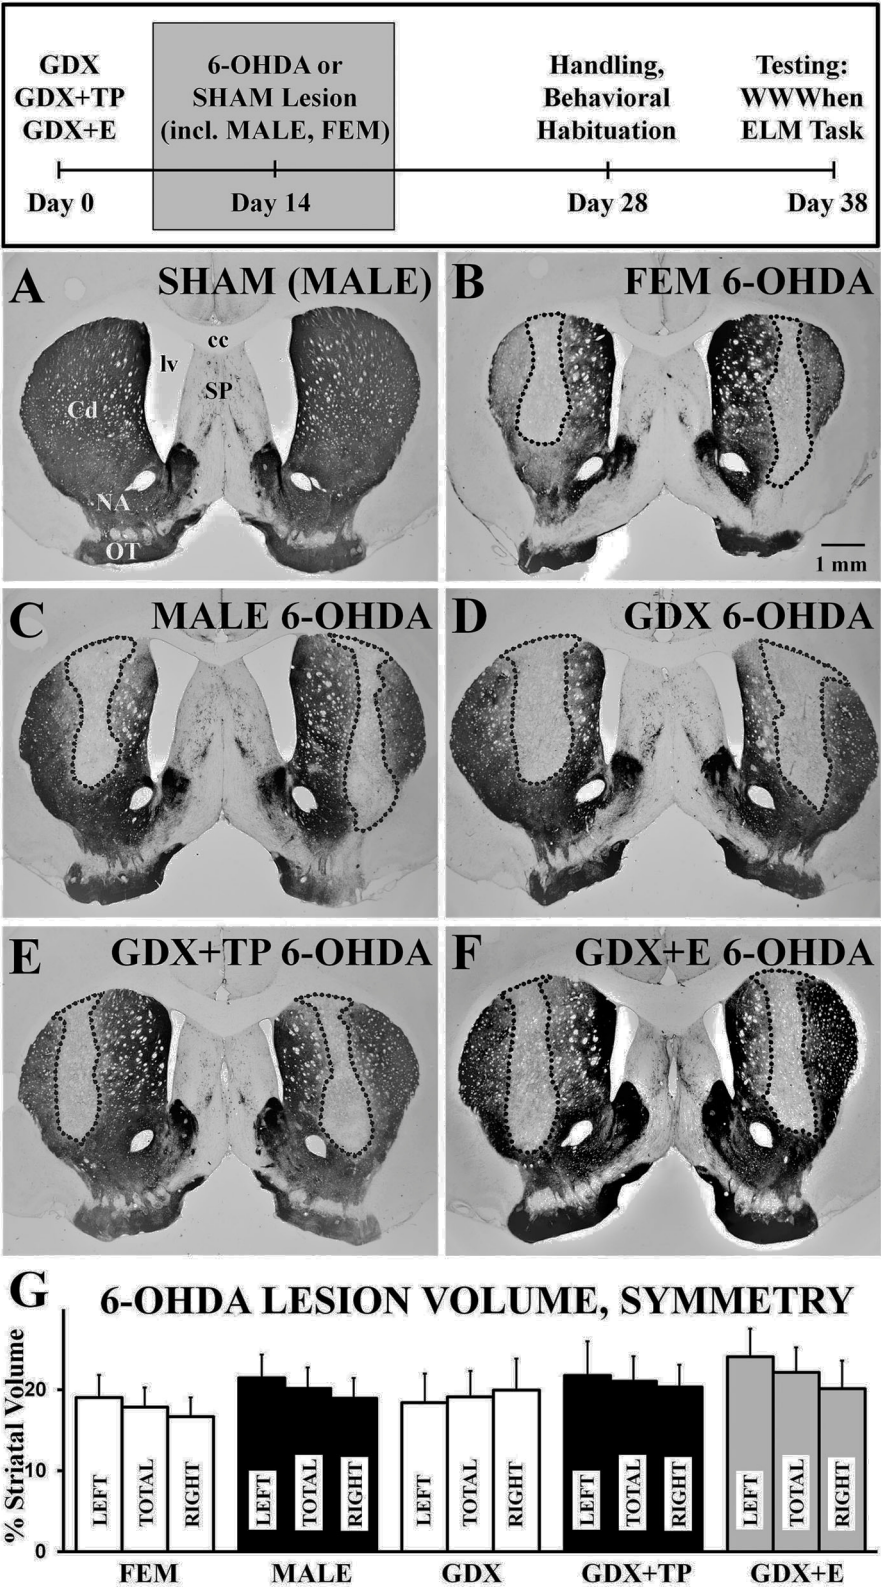 GDX
GDX+TP
GDX+E
6-OHDA or
SHAM Lesion
(incl. MALE, FEM)
Handling,
Behavioral
Habituation
Testing:
WWWhen
ELM Task
Day 0
Day 14
Day 28
Day 38
A
SHAM (MALE)
cc
lv
SP
Cd
NA
OT
B
FEM 6-OHDA
1 mm
C
MALE 6-OHDA
D
GDX 6-OHDA
E
GDX+TP 6-OHDA
F
GDX+E 6-OHDA
G
6-OHDA LESION VOLUME, SYMMETRY
% Striatal Volume
20
10
0
LEFT
TOTAL
RIGHT
LEFT
TOTAL
RIGHT
LEFT
TOTAL
RIGHT
LEFT
TOTAL
RIGHT
LEFT
TOTAL
RIGHT
FEM
MALE
GDX
GDX+TP
GDX+E